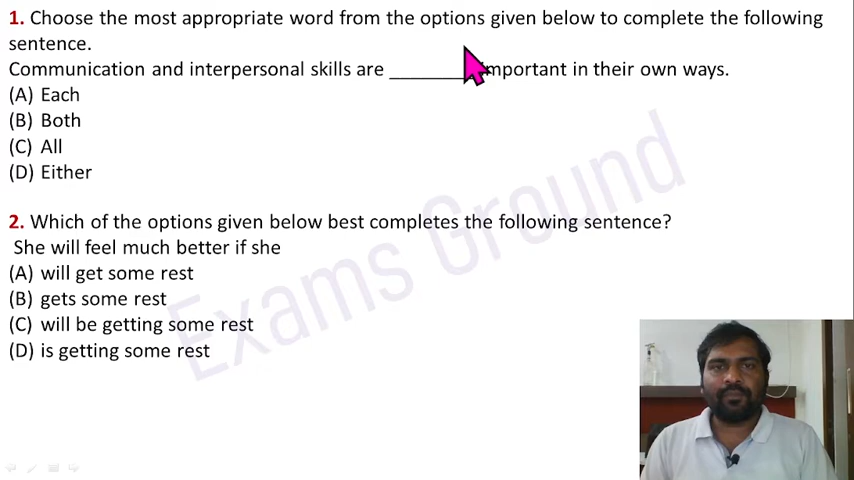 1. Choose the most appropriate word from the options given below to complete the following
sentence.
Communication and interpersonal skills are ________ important in their own ways.
(A) Each
(B) Both
(C) All
(D) Either
2. Which of the options given below best completes the following sentence?
She will feel much better if she
(A) will get some rest
(B) gets some rest
(C) will be getting some rest
(D) is getting some rest
Exams Ground